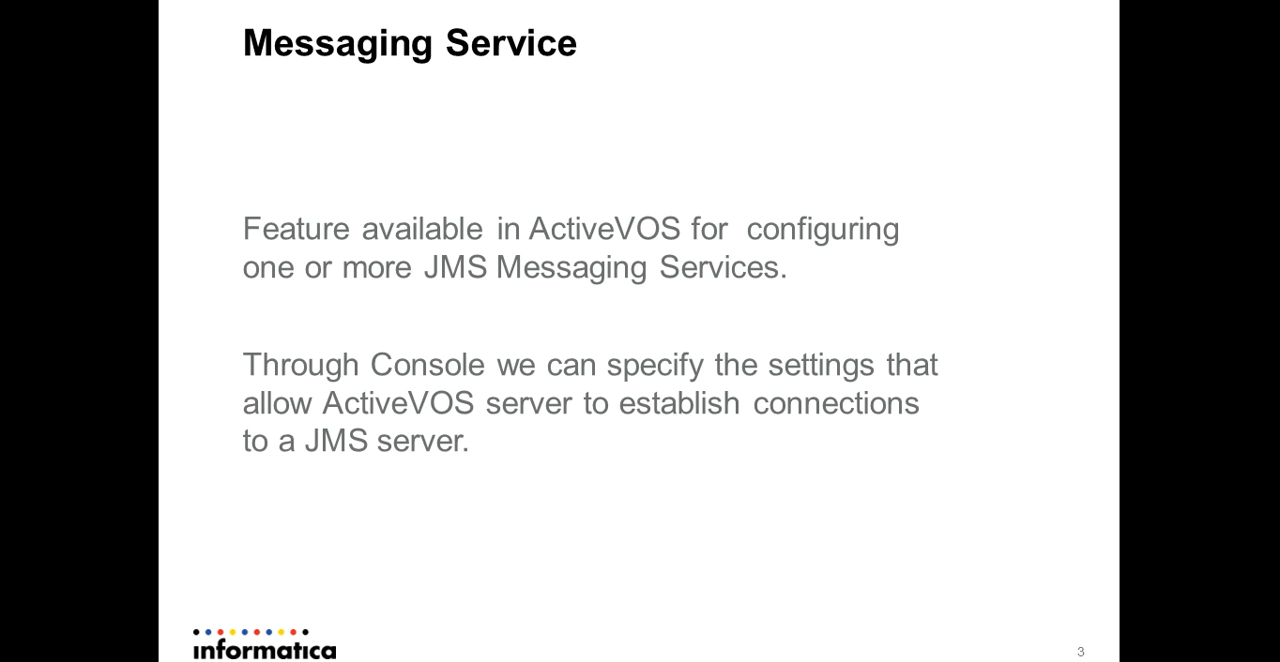 Messaging Service
Feature available in ActiveVOS for configuring
one or more JMS Messaging Services.
Through Console we can specify the settings that
allow ActiveVOS server to establish connections
to a JMS server.
informatica
3